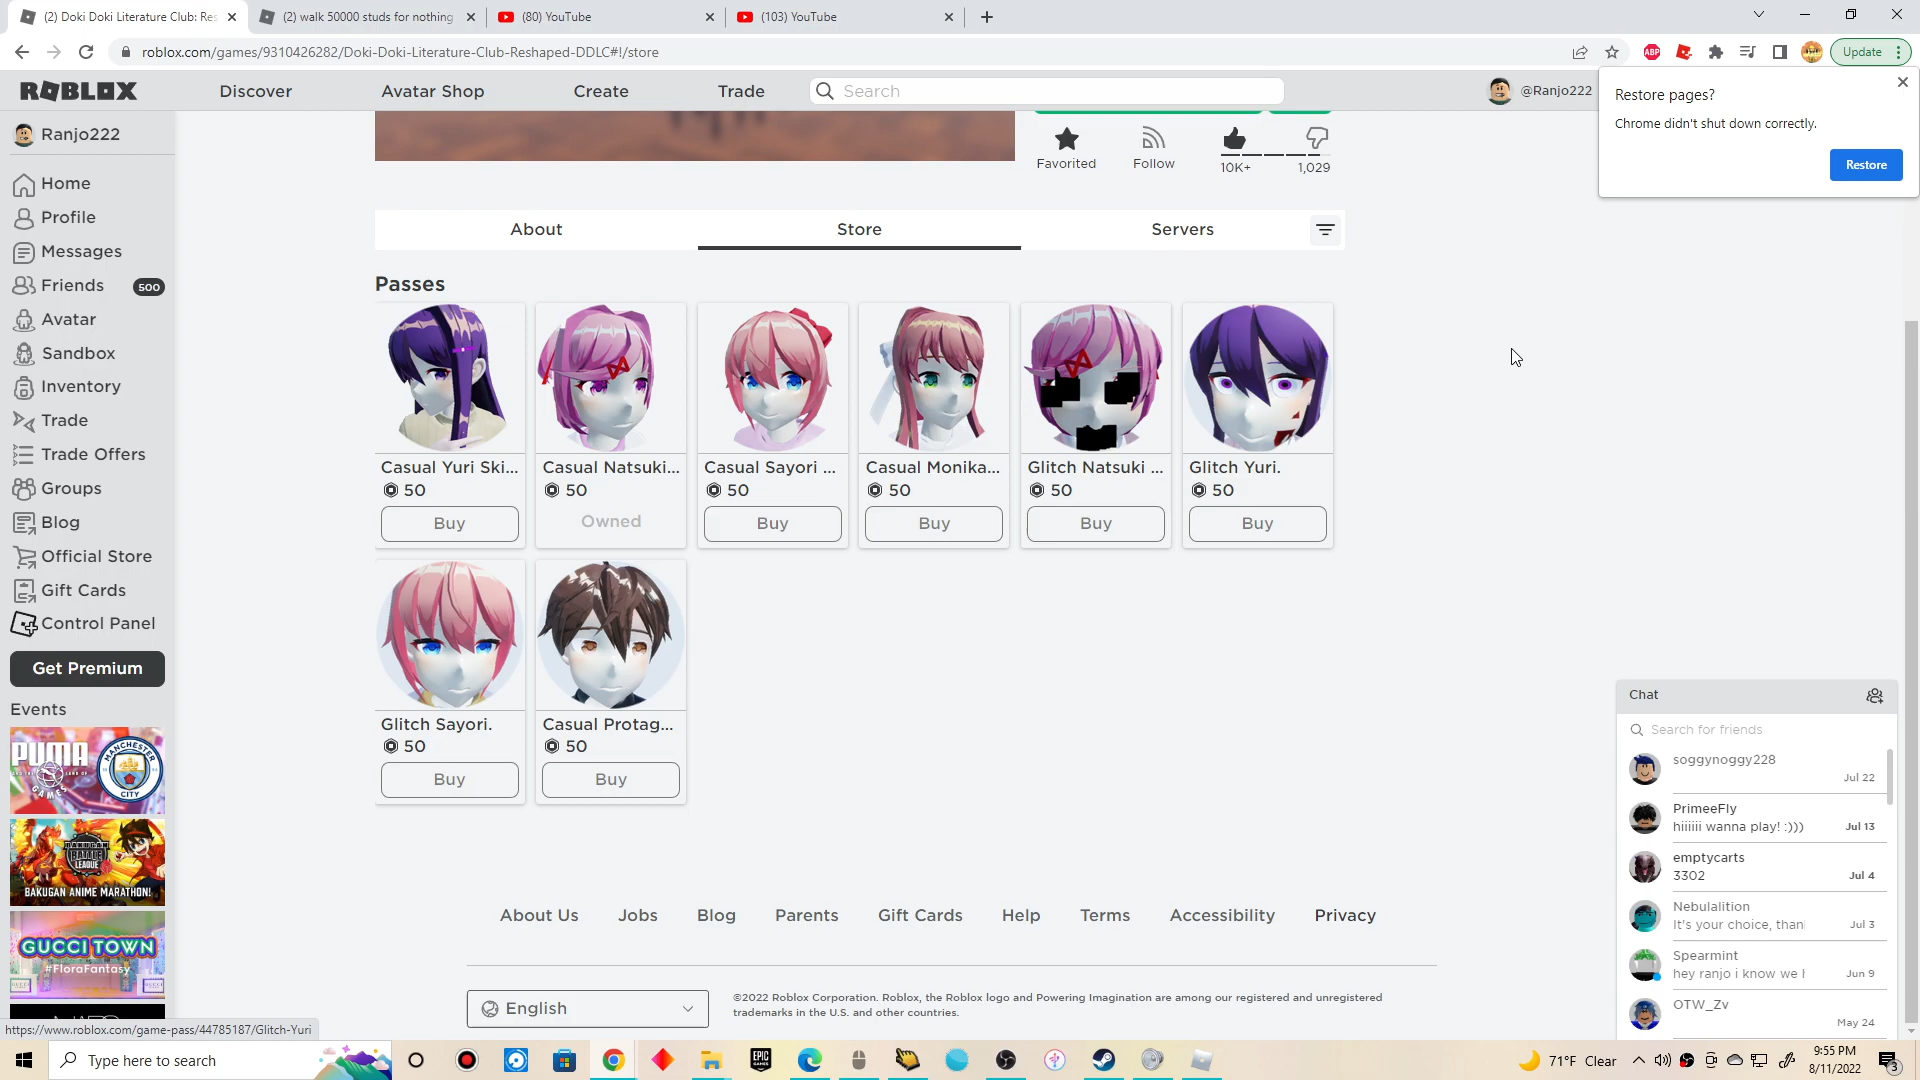 (2) Doki Doki Literature Club: Res
(2) walk 50000 studs for nothing
(80) YouTube
(103) YouTube
roblox.com/games/9310426282/Doki-Doki-Literature-Club-Reshaped-DDLC#!/store
ABP
Update
ROBLOX
Discover
Avatar Shop
Create
Trade
Search
@Ranjo222
Restore pages?
Chrome didn't shut down correctly.
Restore
Ranjo222
Home
Profile
Messages
Friends
500
Avatar
Sandbox
Inventory
Trade
Trade Offers
Groups
Blog
Official Store
Gift Cards
Control Panel
Get Premium
Events
PUMA
GAMES
MANCHESTER
CITY
BAKUGAN
BATTLE
LEAGUE
BAKUGAN ANIME MARATHON!
GUCCI TOWN
#FloraFantasy
Favorited
Follow
10K+
1,029
About
Store
Servers
Passes
Casual Yuri Ski...
50
Buy
Casual Natsuki...
50
Owned
Casual Sayori ...
50
Buy
Casual Monika...
50
Buy
Glitch Natsuki ...
50
Buy
Glitch Yuri.
50
Buy
Glitch Sayori.
50
Buy
Casual Protag...
50
Buy
About Us
Jobs
Blog
Parents
Gift Cards
Help
Terms
Accessibility
Privacy
English
©2022 Roblox Corporation. Roblox, the Roblox logo and Powering Imagination are among our registered and unregistered
trademarks in the U.S. and other countries.
Chat
Search for friends
soggynoggy228
Jul 22
PrimeeFly
hiiiiii wanna play! :)))
Jul 13
emptycarts
3302
Jul 4
Nebulalition
It's your choice, than
Jul 3
Spearmint
hey ranjo i know we h
Jun 9
OTW_Zv
May 24
https://www.roblox.com/game-pass/44785187/Glitch-Yuri
Type here to search
EPIC
GAMES
71°F Clear
9:55 PM
8/11/2022
3